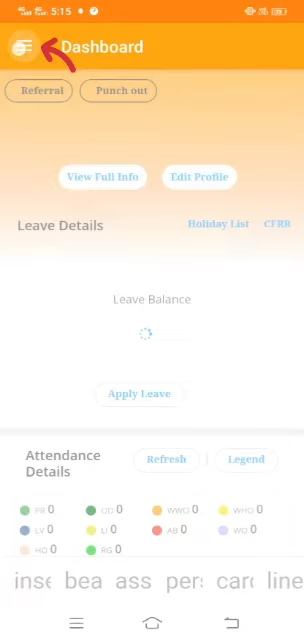 5:15
Dashboard
Referral Punch out
View Full Info Edit Profile
Leave Details Holiday List CFRR
Leave Balance
Apply Leave
Attendance Details Refresh | Legend
PR 0 OD 0 WWO 0 WHO 0
LV 0 LI 0 AB 0 WO 0
HO 0 RG 0
inse bea ass per card line